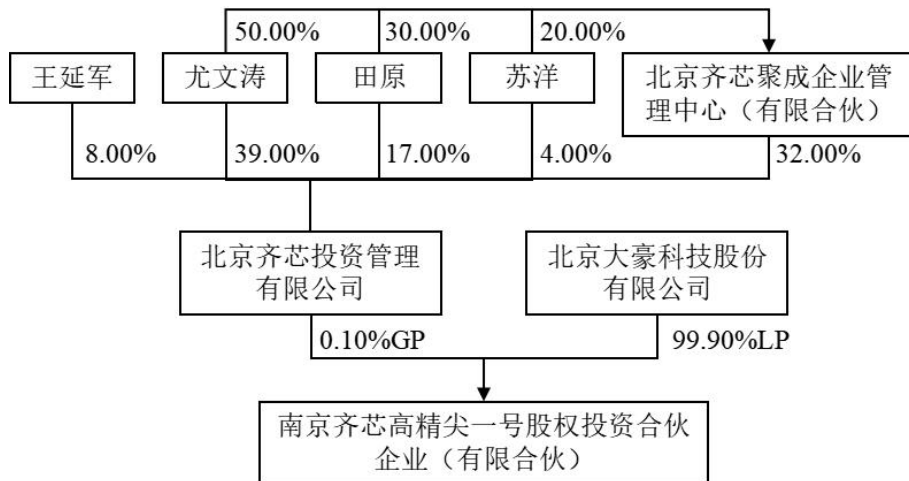 50.00%
30.00%
20.00%
王延军
尤文涛
田原
苏洋
北京齐芯聚成企业管
理中心（有限合伙）
8.00%
39.00%
17.00%
4.00%
32.00%
北京齐芯投资管理
有限公司
北京大豪科技股份
有限公司
0.10%GP
99.90%LP
南京齐芯高精尖一号股权投资合伙
企业（有限合伙）